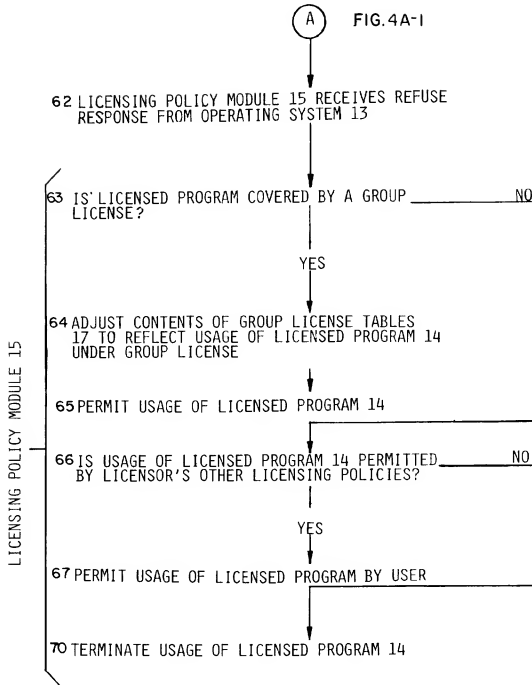 A
FIG.4A-1
62 LICENSING POLICY MODULE 15 RECEIVES REFUSE
RESPONSE FROM OPERATING SYSTEM 13
63 IS LICENSED PROGRAM COVERED BY A GROUP NO
LICENSE?
YES
64 ADJUST CONTENTS OF GROUP LICENSE TABLES
17 TO REFLECT USAGE OF LICENSED PROGRAM 14
UNDER GROUP LICENSE
65 PERMIT USAGE OF LICENSED PROGRAM 14
66 IS USAGE OF LICENSED PROGRAM 14 PERMITTED NO
BY LICENSOR'S OTHER LICENSING POLICIES?
YES
67 PERMIT USAGE OF LICENSED PROGRAM BY USER
70 TERMINATE USAGE OF LICENSED PROGRAM 14
LICENSING POLICY MODULE 15